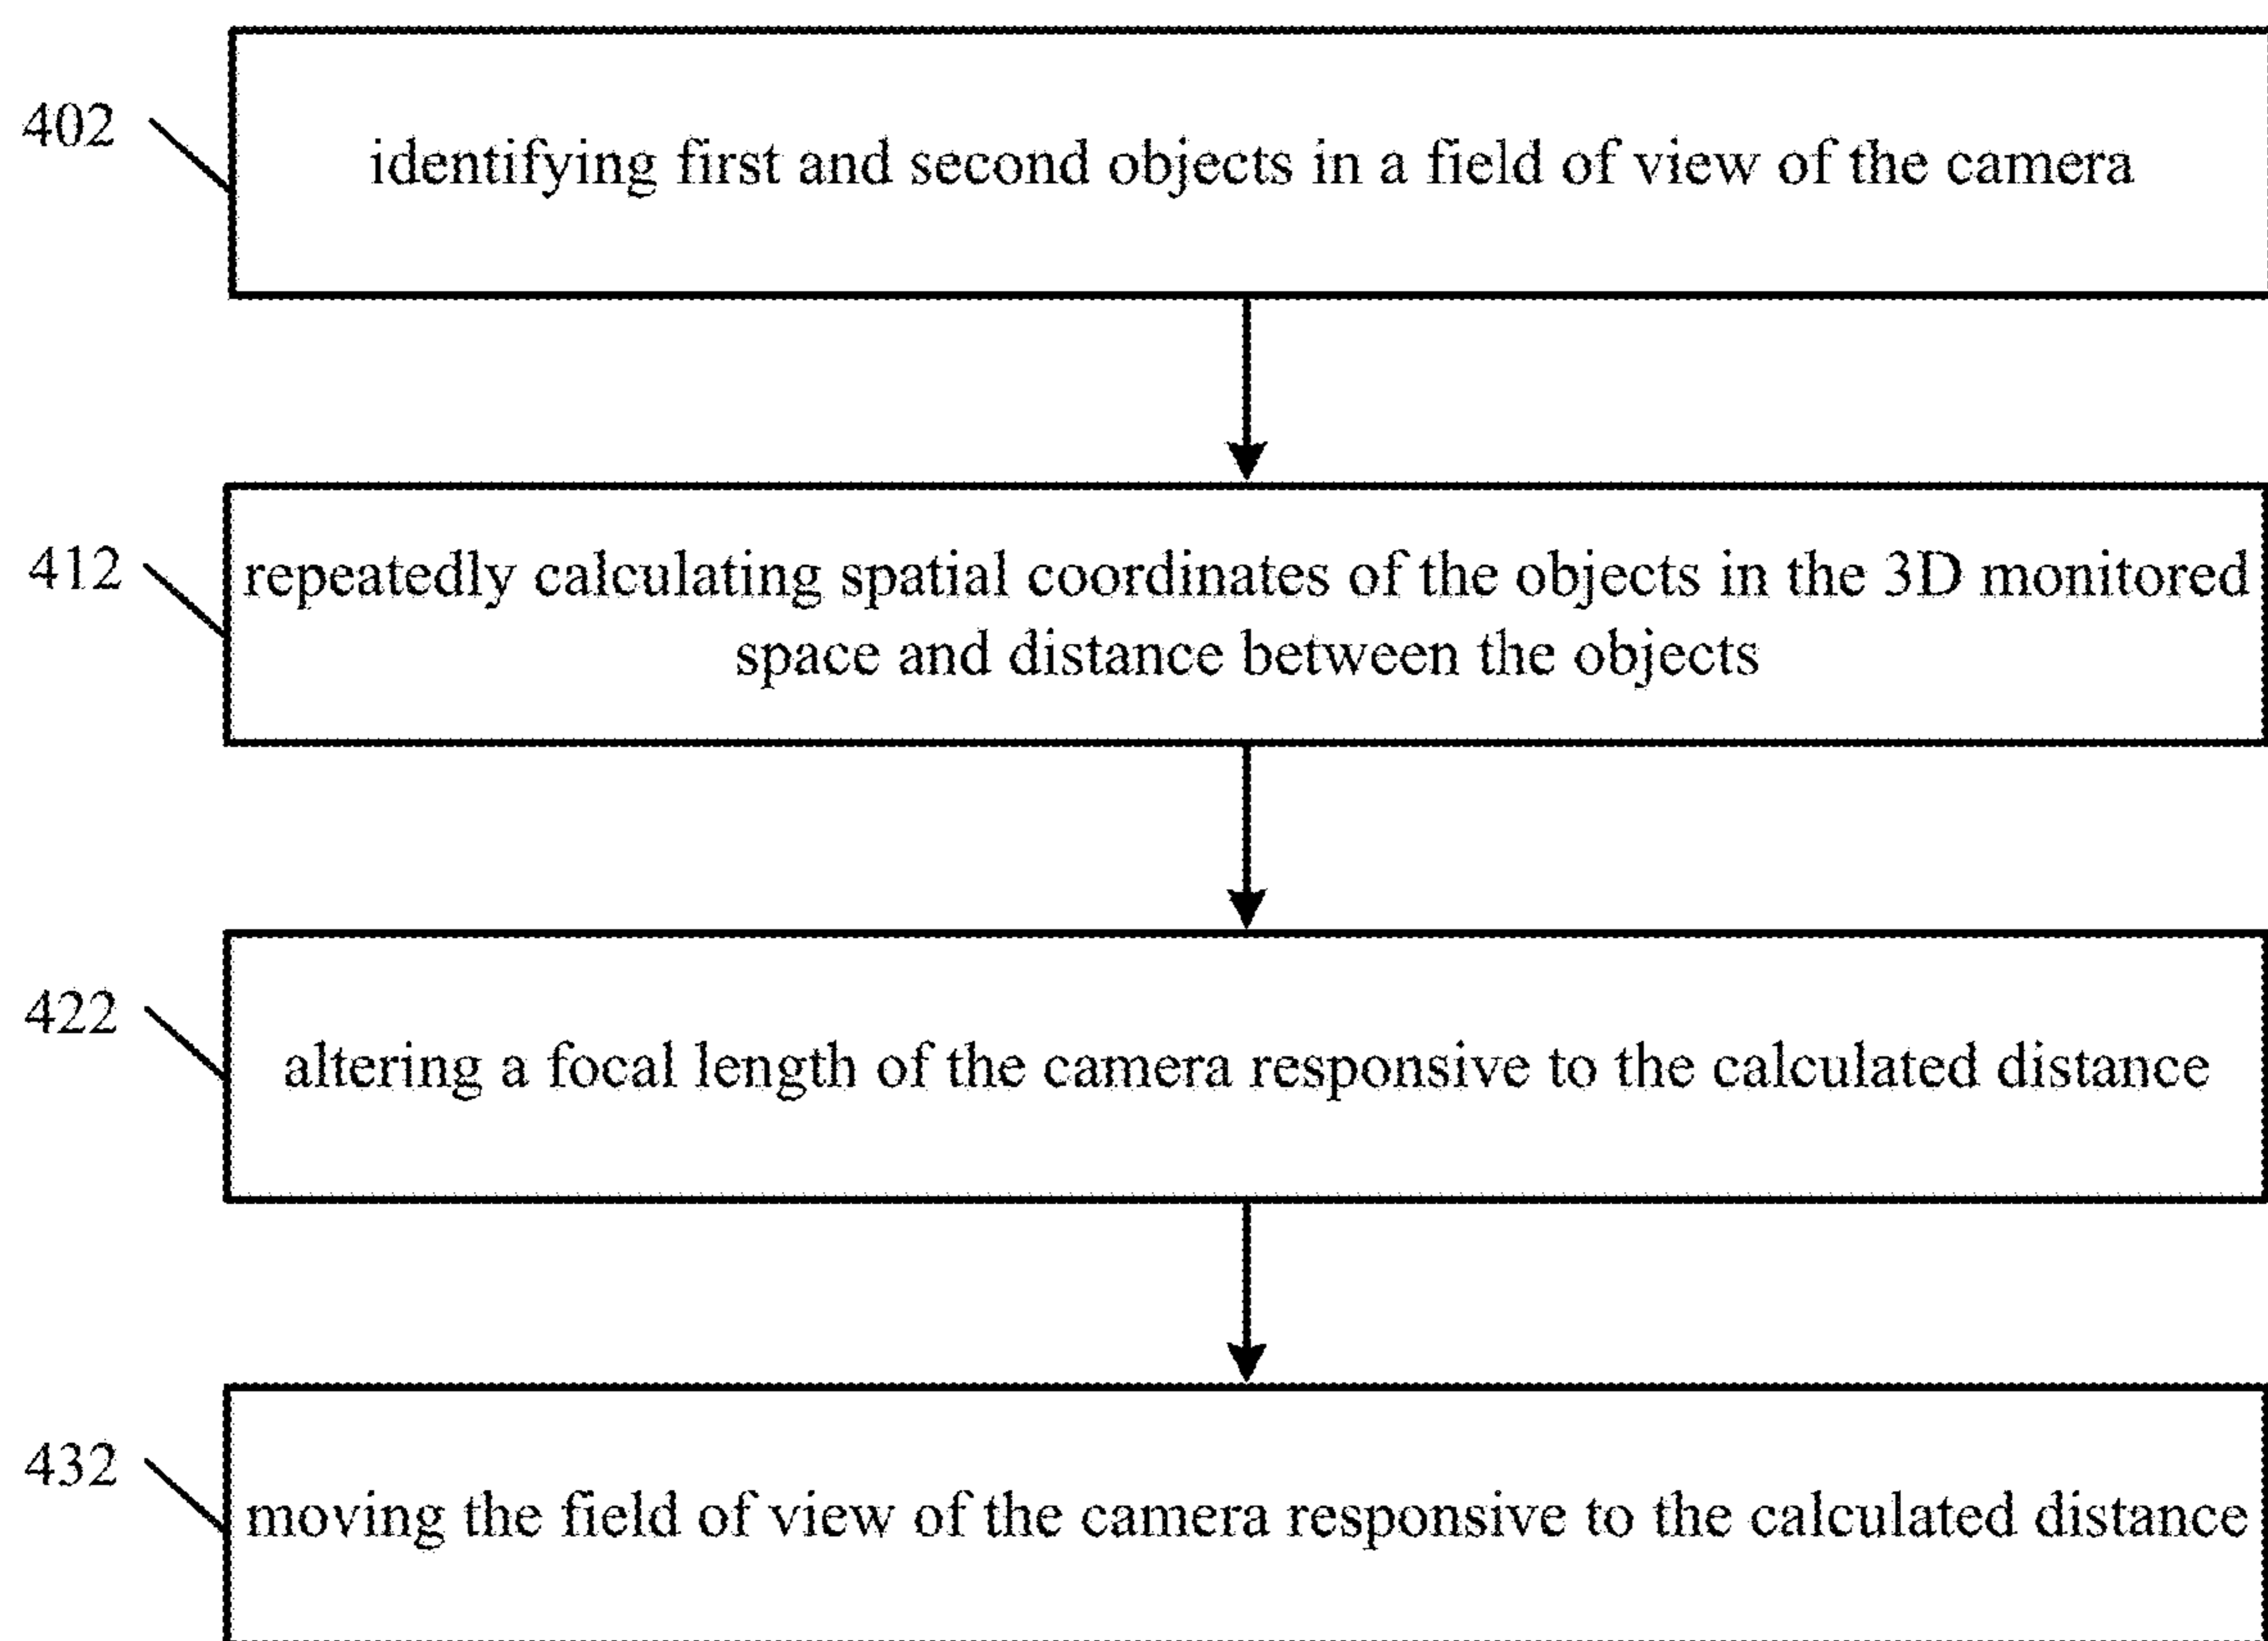 402
identifying first and second objects in a field of view of the camera
412
repeatedly calculating spatial coordinates of the objects in the 3D monitored
space and distance between the objects
422
altering a focal length of the camera responsive to the calculated distance
432
moving the field of view of the camera responsive to the calculated distance